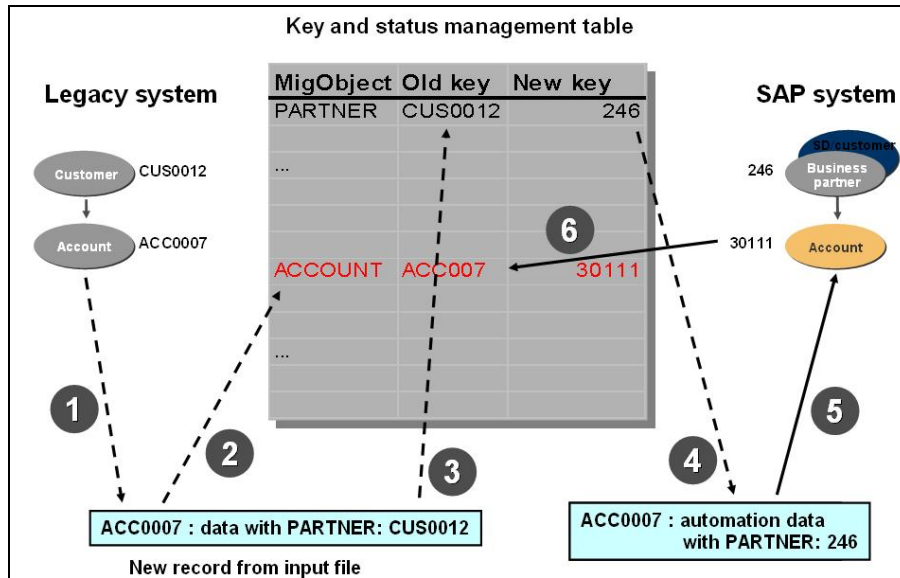 Key and status management table
Legacy system
SAP system
MigObject Old key New key
PARTNER CUS0012 246
...
ACCOUNT ACC007 30111
...
Customer CUS0012
Account ACC0007
SD customer
246 Business
partner
30111 Account
1
2
3
4
5
6
ACC0007 : data with PARTNER: CUS0012
New record from input file
ACC0007 : automation data
with PARTNER: 246